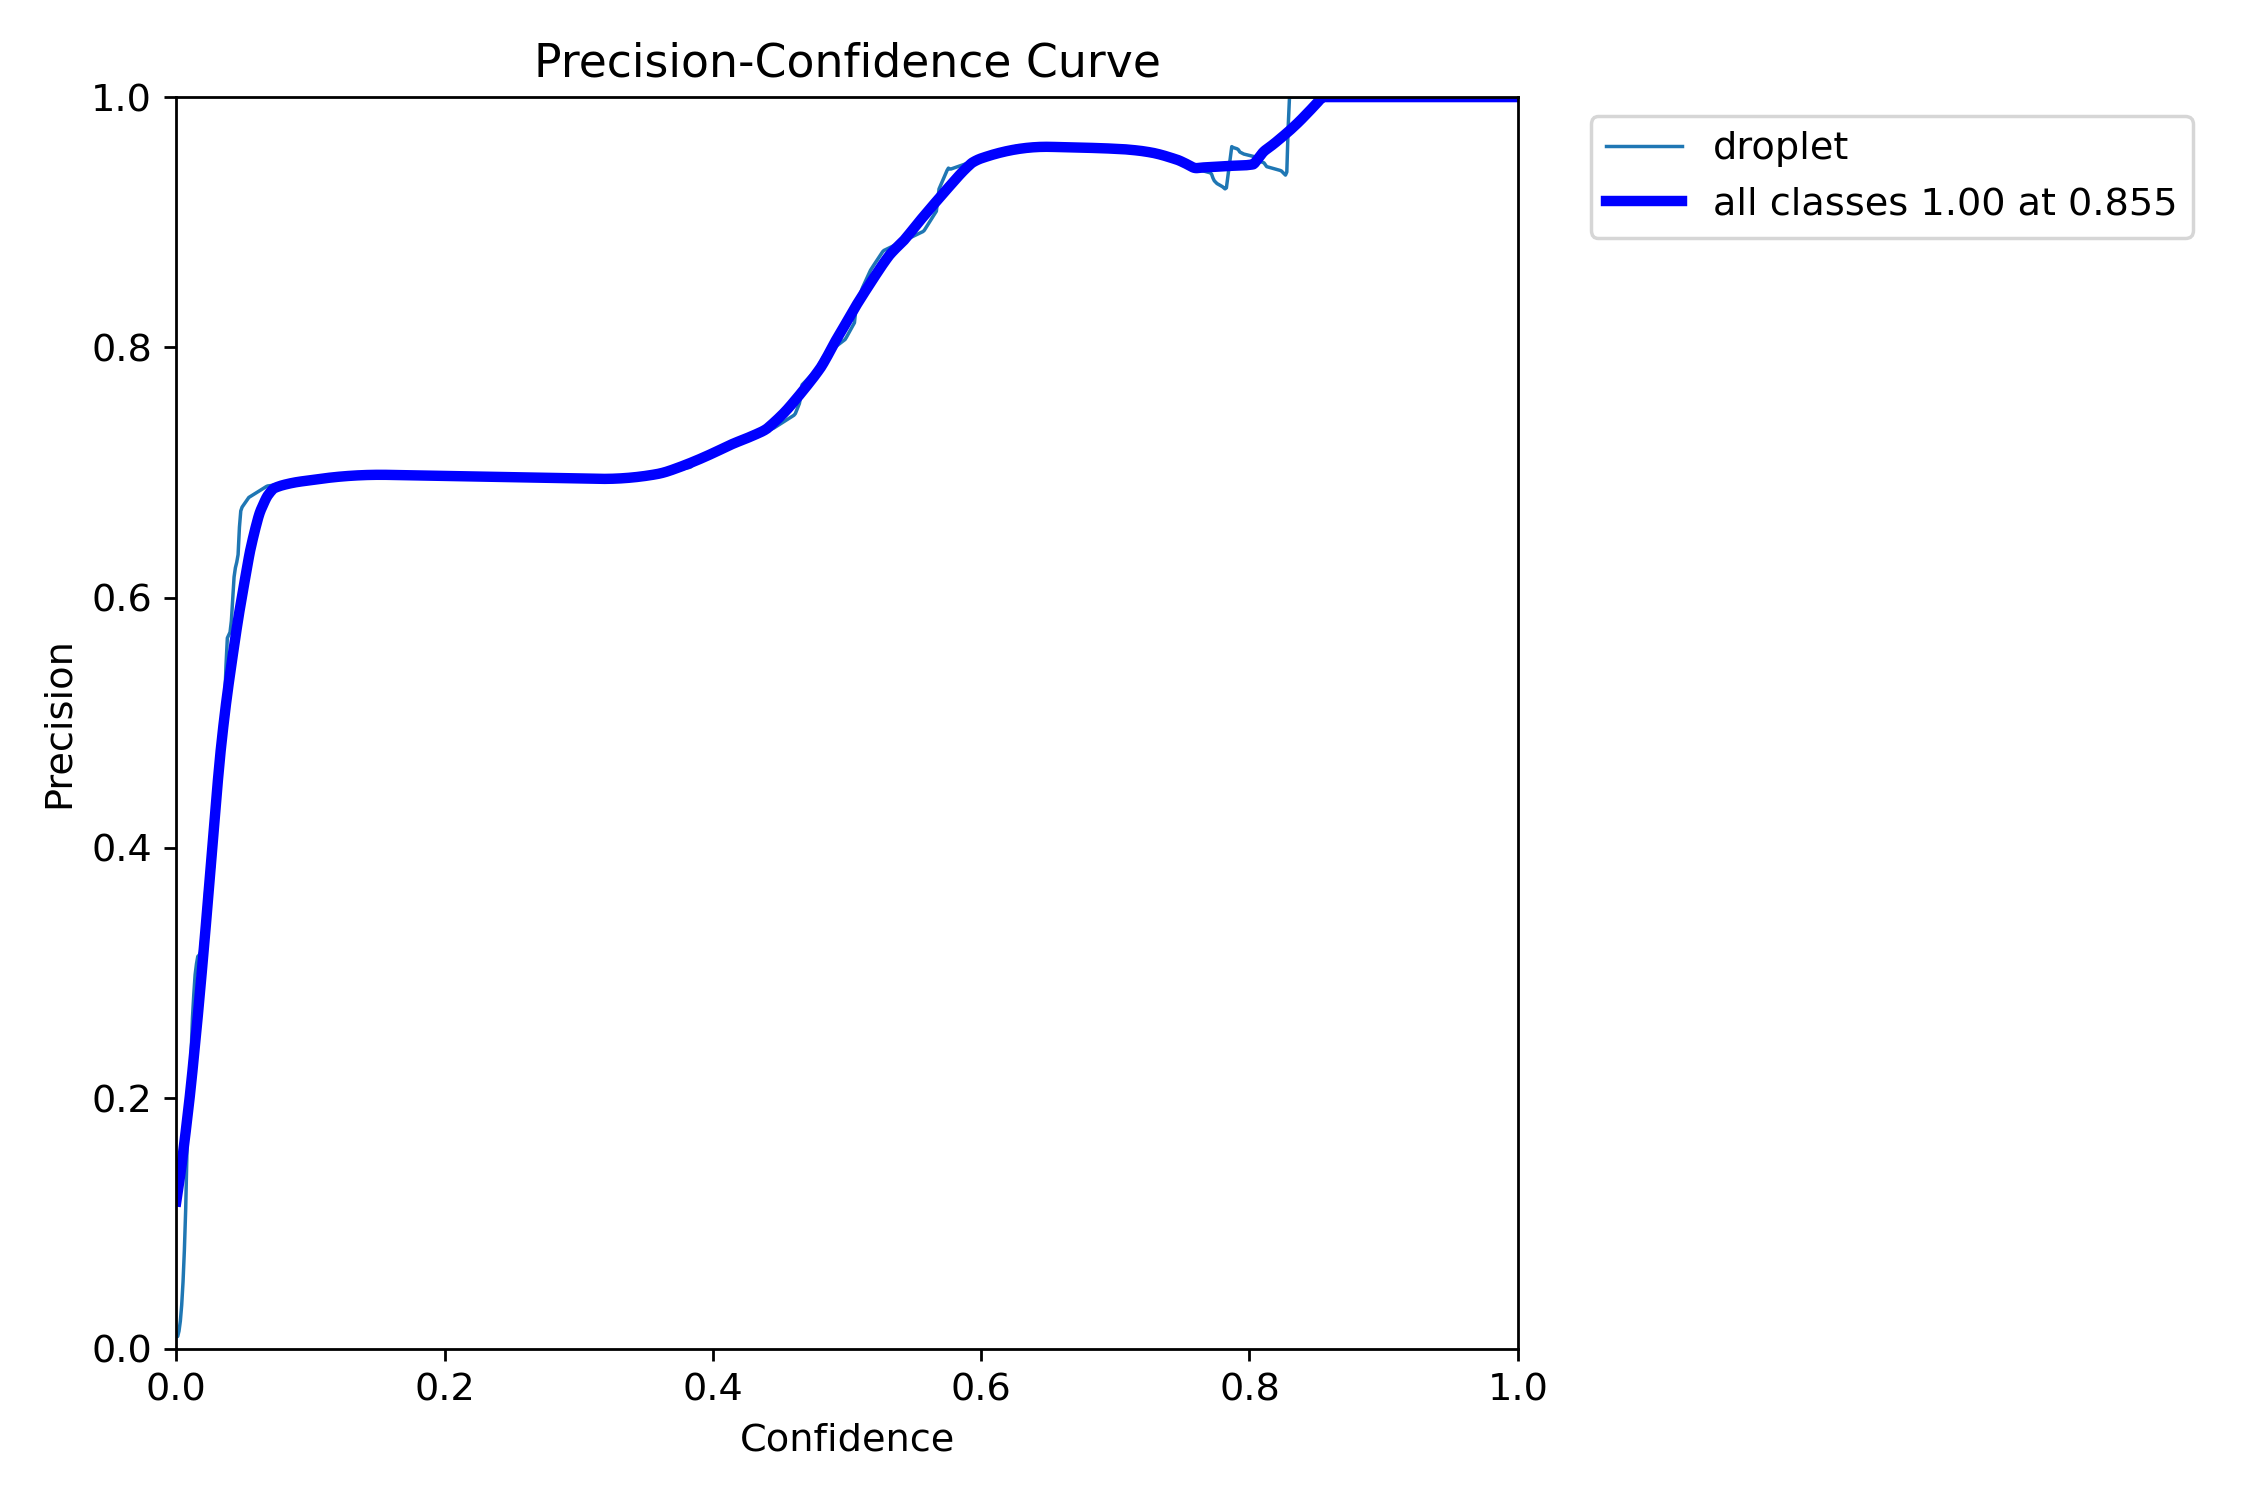 Precision-Confidence Curve
1.0
0.8
0.6
0.4
0.2
0.0
Precision
0.0 0.2 0.4 0.6 0.8 1.0
Confidence
droplet
all classes 1.00 at 0.855